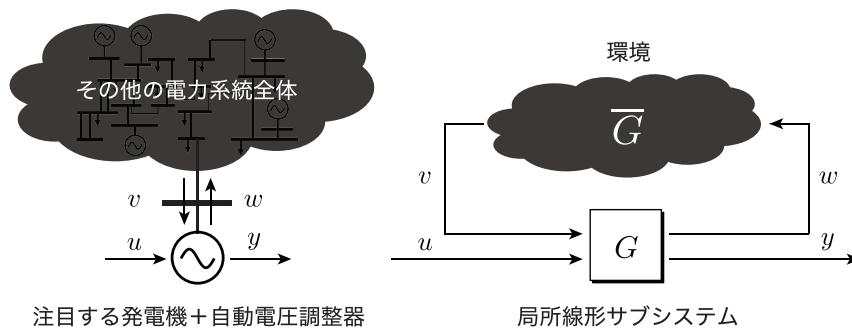 その他の電力系統全体
v
w
u
y
注目する発電機＋自動電圧調整器
環境
\overline{G}
v
w
u
G
y
局所線形サブシステム